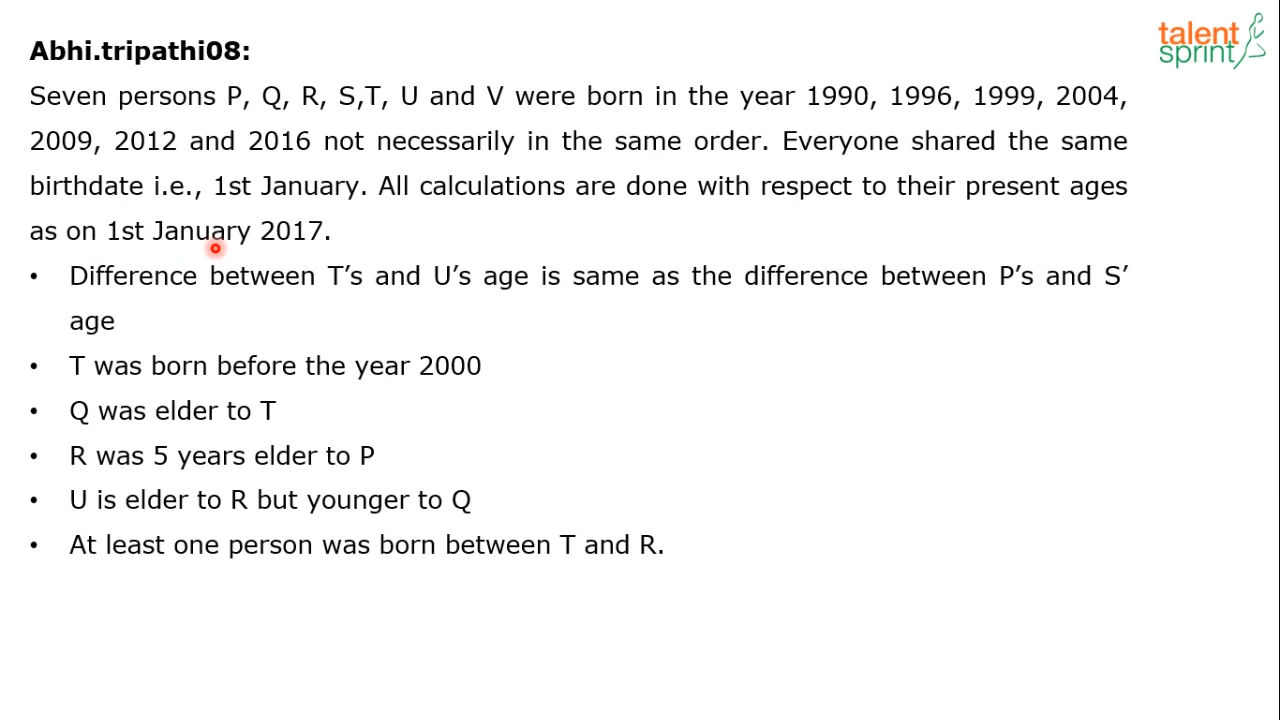 talent
sprint
Abhi.tripathi08:
Seven persons P, Q, R, S,T, U and V were born in the year 1990, 1996, 1999, 2004,
2009, 2012 and 2016 not necessarily in the same order. Everyone shared the same
birthdate i.e., 1st January. All calculations are done with respect to their present ages
as on 1st January 2017.
• Difference between T’s and U’s age is same as the difference between P’s and S’
age
• T was born before the year 2000
• Q was elder to T
• R was 5 years elder to P
• U is elder to R but younger to Q
• At least one person was born between T and R.